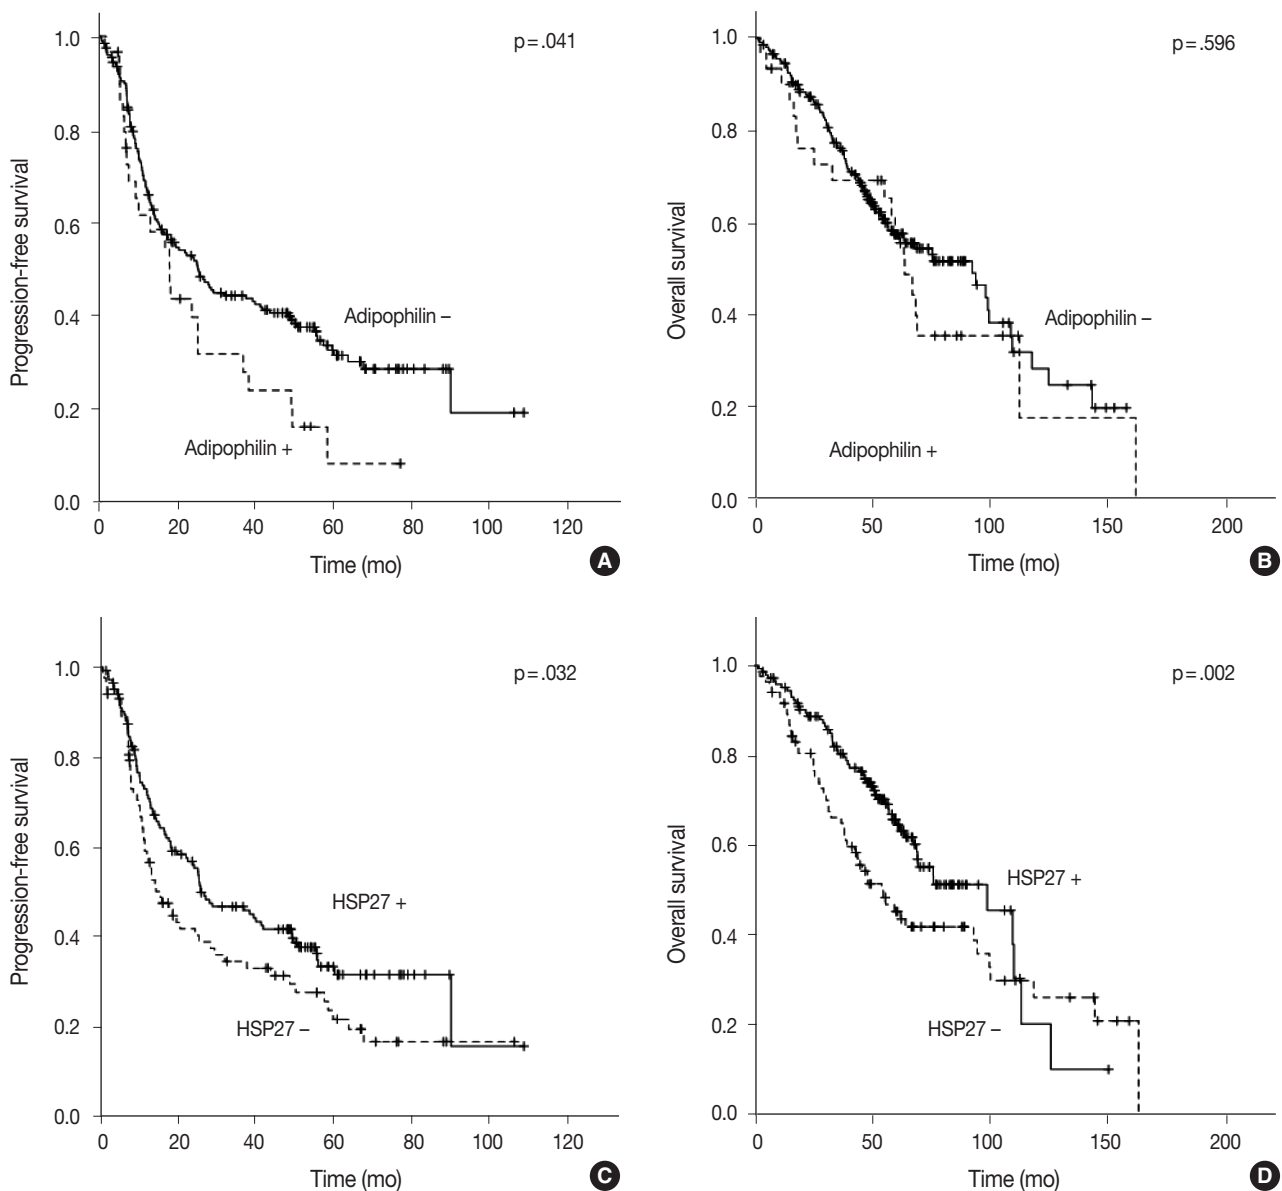 p=.041
1.0
0.8
0.6
0.4
0.2
0.0
Progression-free survival
Adipophilin –
Adipophilin +
0 20 40 60 80 100 120
Time (mo)
A
p=.596
1.0
0.8
0.6
0.4
0.2
0.0
Overall survival
Adipophilin –
Adipophilin +
0 50 100 150 200
Time (mo)
B
p=.032
1.0
0.8
0.6
0.4
0.2
0.0
Progression-free survival
HSP27 +
HSP27 –
0 20 40 60 80 100 120
Time (mo)
C
p=.002
1.0
0.8
0.6
0.4
0.2
0.0
Overall survival
HSP27 +
HSP27 –
0 50 100 150 200
Time (mo)
D